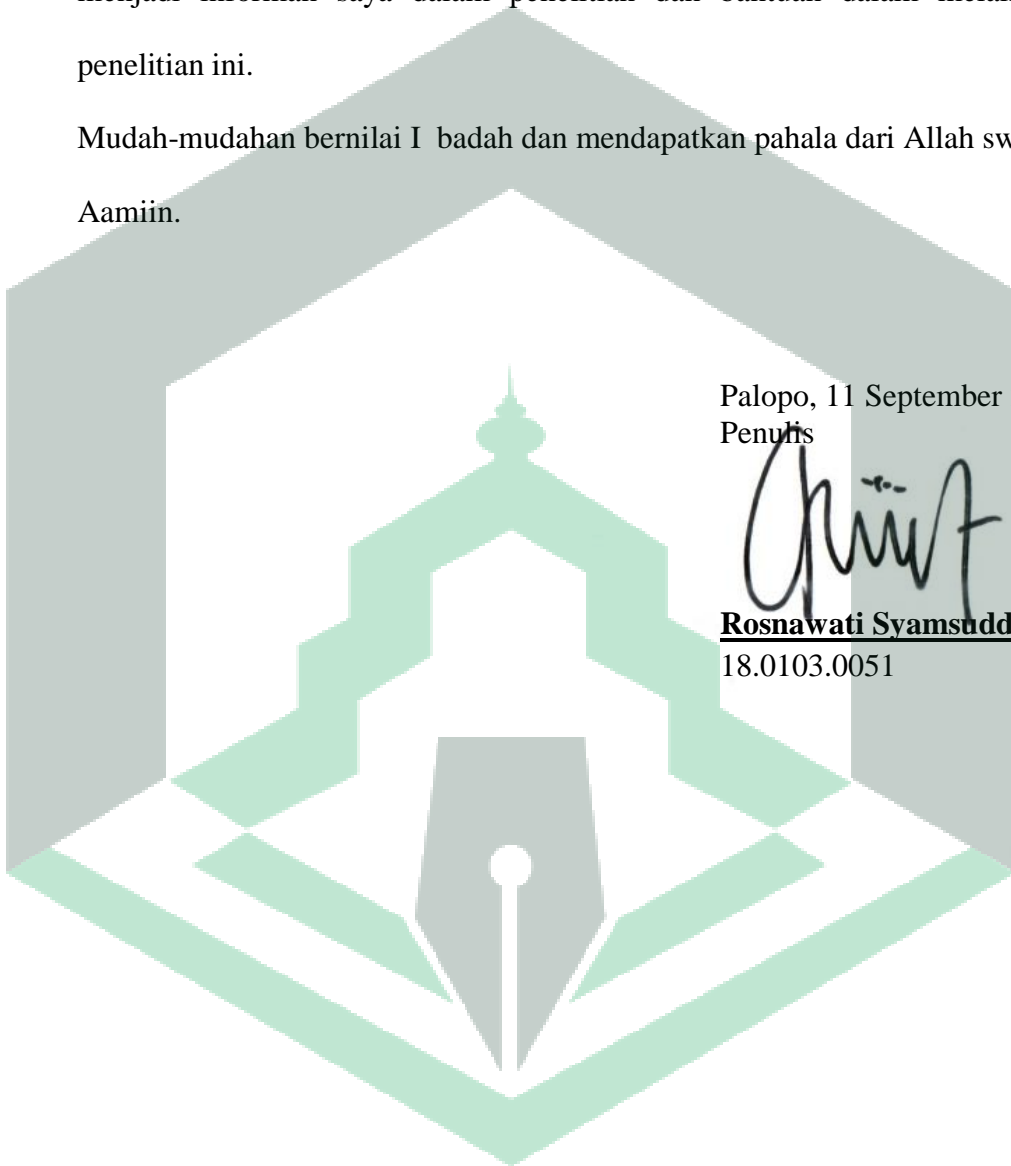 menjadi informan saya dalam penelitian dan bantuan dalam
penelitian ini.
Mudah-mudahan bernilai I badah dan mendapatkan pahala dari Allah sw
Aamiin.
Palopo, 11 September
Penulis
Rosnawati Syamsudd
18.0103.0051